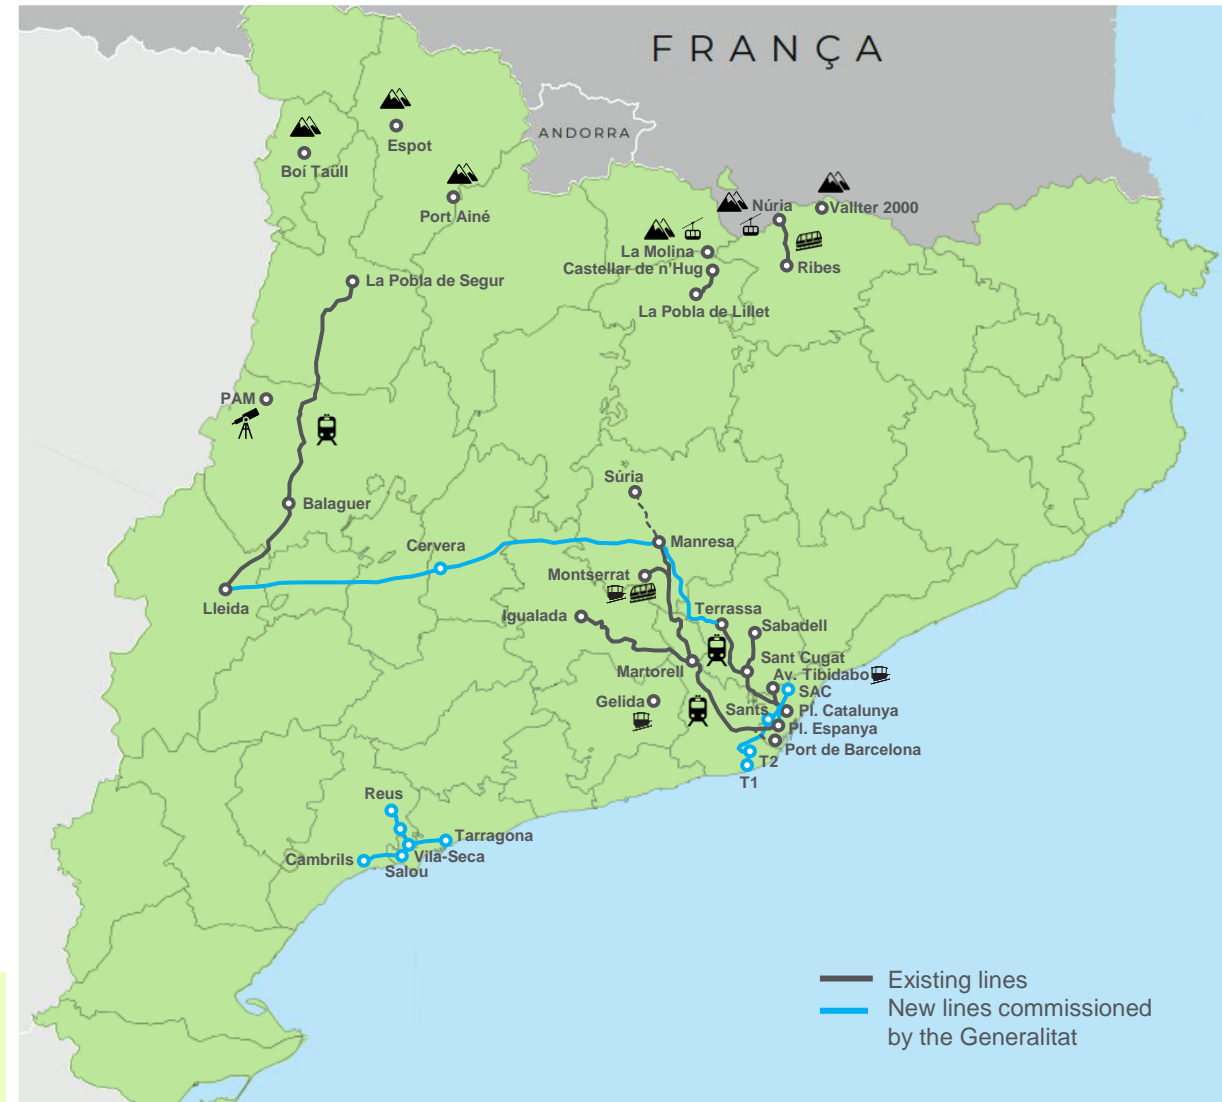 FRANÇA
ANDORRA
Espot
Boí Taüll
Port Ainé
Núria
Vallter 2000
La Molina
Castellar de n'Hug
Ribes
La Pobla de Segur
La Pobla de Lillet
PAM
Súria
Balaguer
Manresa
Cervera
Montserrat
Lleida
Igualada
Terrassa
Sabadell
Sant Cugat
Martorell
Av. Tibidabo
SAC
Gelida
Sants
Pl. Catalunya
Pl. Espanya
Port de Barcelona
T2
T1
Reus
Tarragona
Cambrils
Vila-Seca
Salou
Existing lines
New lines commissioned
by the Generalitat